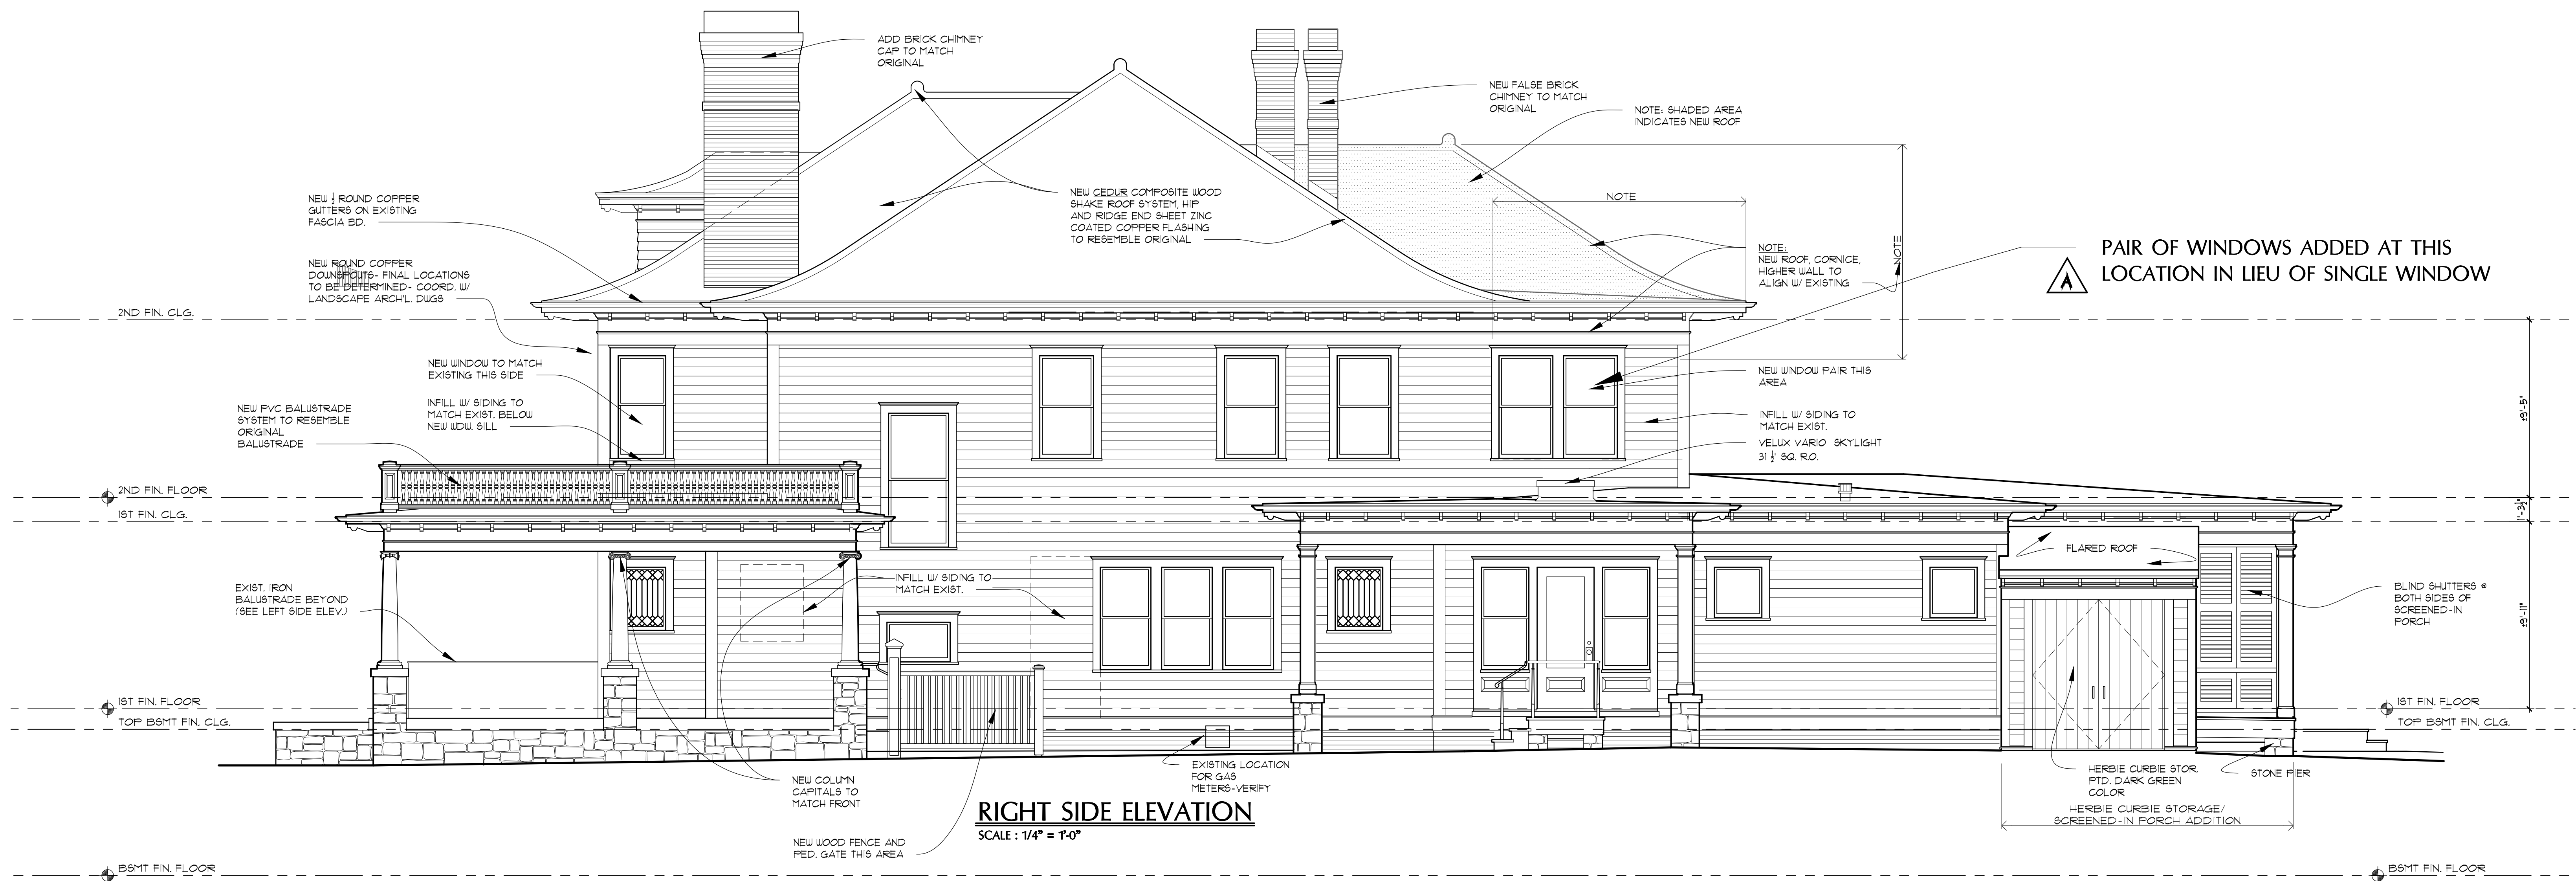 ADD BRICK CHIMNEY
CAP TO MATCH
ORIGINAL
NEW FALSE BRICK
CHIMNEY TO MATCH
ORIGINAL
NOTE: SHADED AREA
INDICATES NEW ROOF
NEW ½ ROUND COPPER
GUTTERS ON EXISTING
FASCIA BD.
NEW CEDUR COMPOSITE WOOD
SHAKE ROOF SYSTEM, HIP
AND RIDGE END SHEET ZINC
COATED COPPER FLASHING
TO RESEMBLE ORIGINAL
NOTE
NOTE
NOTE:
NEW ROOF, CORNICE,
HIGHER WALL TO
ALIGN W/ EXISTING
PAIR OF WINDOWS ADDED AT THIS
LOCATION IN LIEU OF SINGLE WINDOW
NEW ROUND COPPER
DOWNSPOUTS- FINAL LOCATIONS
TO BE DETERMINED- COORD. W/
LANDSCAPE ARCH'L. DWGS
2ND FIN. CLG.
NEW WINDOW TO MATCH
EXISTING THIS SIDE
NEW WINDOW PAIR THIS
AREA
NEW PVC BALUSTRADE
SYSTEM TO RESEMBLE
ORIGINAL
BALUSTRADE
INFILL W/ SIDING TO
MATCH EXIST. BELOW
NEW WDW. SILL
INFILL W/ SIDING TO
MATCH EXIST.
VELUX VARIO SKYLIGHT
31 ½" SQ. R.O.
±9'-5"
2ND FIN. FLOOR
1ST FIN. CLG.
1'-3½"
FLARED ROOF
EXIST. IRON
BALUSTRADE BEYOND
(SEE LEFT SIDE ELEV.)
INFILL W/ SIDING TO
MATCH EXIST.
BLIND SHUTTERS @
BOTH SIDES OF
SCREENED-IN
PORCH
±9'-11"
1ST FIN. FLOOR
TOP BSMT FIN. CLG.
1ST FIN. FLOOR
TOP BSMT FIN. CLG.
NEW COLUMN
CAPITALS TO
MATCH FRONT
EXISTING LOCATION
FOR GAS
METERS-VERIFY
HERBIE CURBIE STOR.
PTD. DARK GREEN
COLOR
STONE PIER
HERBIE CURBIE STORAGE/
SCREENED-IN PORCH ADDITION
RIGHT SIDE ELEVATION
SCALE : 1/4" = 1'-0"
NEW WOOD FENCE AND
PED. GATE THIS AREA
BSMT FIN. FLOOR
BSMT FIN. FLOOR